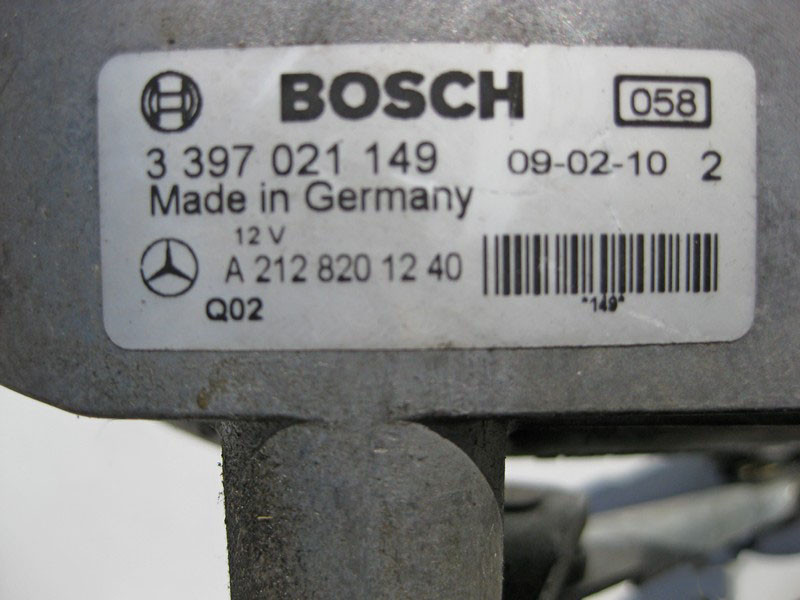 BOSCH 058
3 397 021 149 09-02-10 2
Made in Germany
12 V
A 212 820 12 40
Q02 *149*